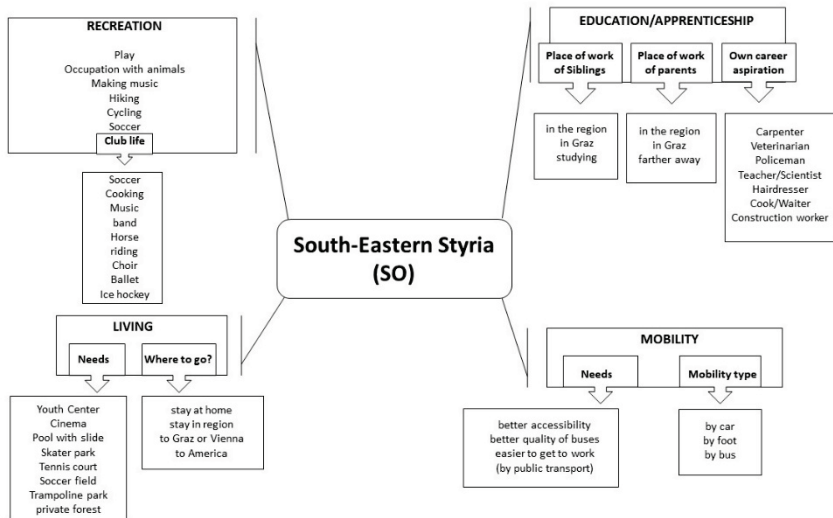 RECREATION
Play
Occupation with animals
Making music
Hiking
Cycling
Soccer
Club life
Soccer
Cooking
Music
band
Horse
riding
Choir
Ballet
Ice hockey
EDUCATION/APPRENTICESHIP
Place of work
of Siblings
in the region
in Graz
studying
Place of work
of parents
in the region
in Graz
farther away
Own career
aspiration
Carpenter
Veterinarian
Policeman
Teacher/Scientist
Hairdresser
Cook/Waiter
Construction worker
South-Eastern Styria
(SO)
LIVING
Needs
Youth Center
Cinema
Pool with slide
Skater park
Tennis court
Soccer field
Trampoline park
private forest
Where to go?
stay at home
stay in region
to Graz or Vienna
to America
MOBILITY
Needs
better accessibility
better quality of buses
easier to get to work
(by public transport)
Mobility type
by car
by foot
by bus